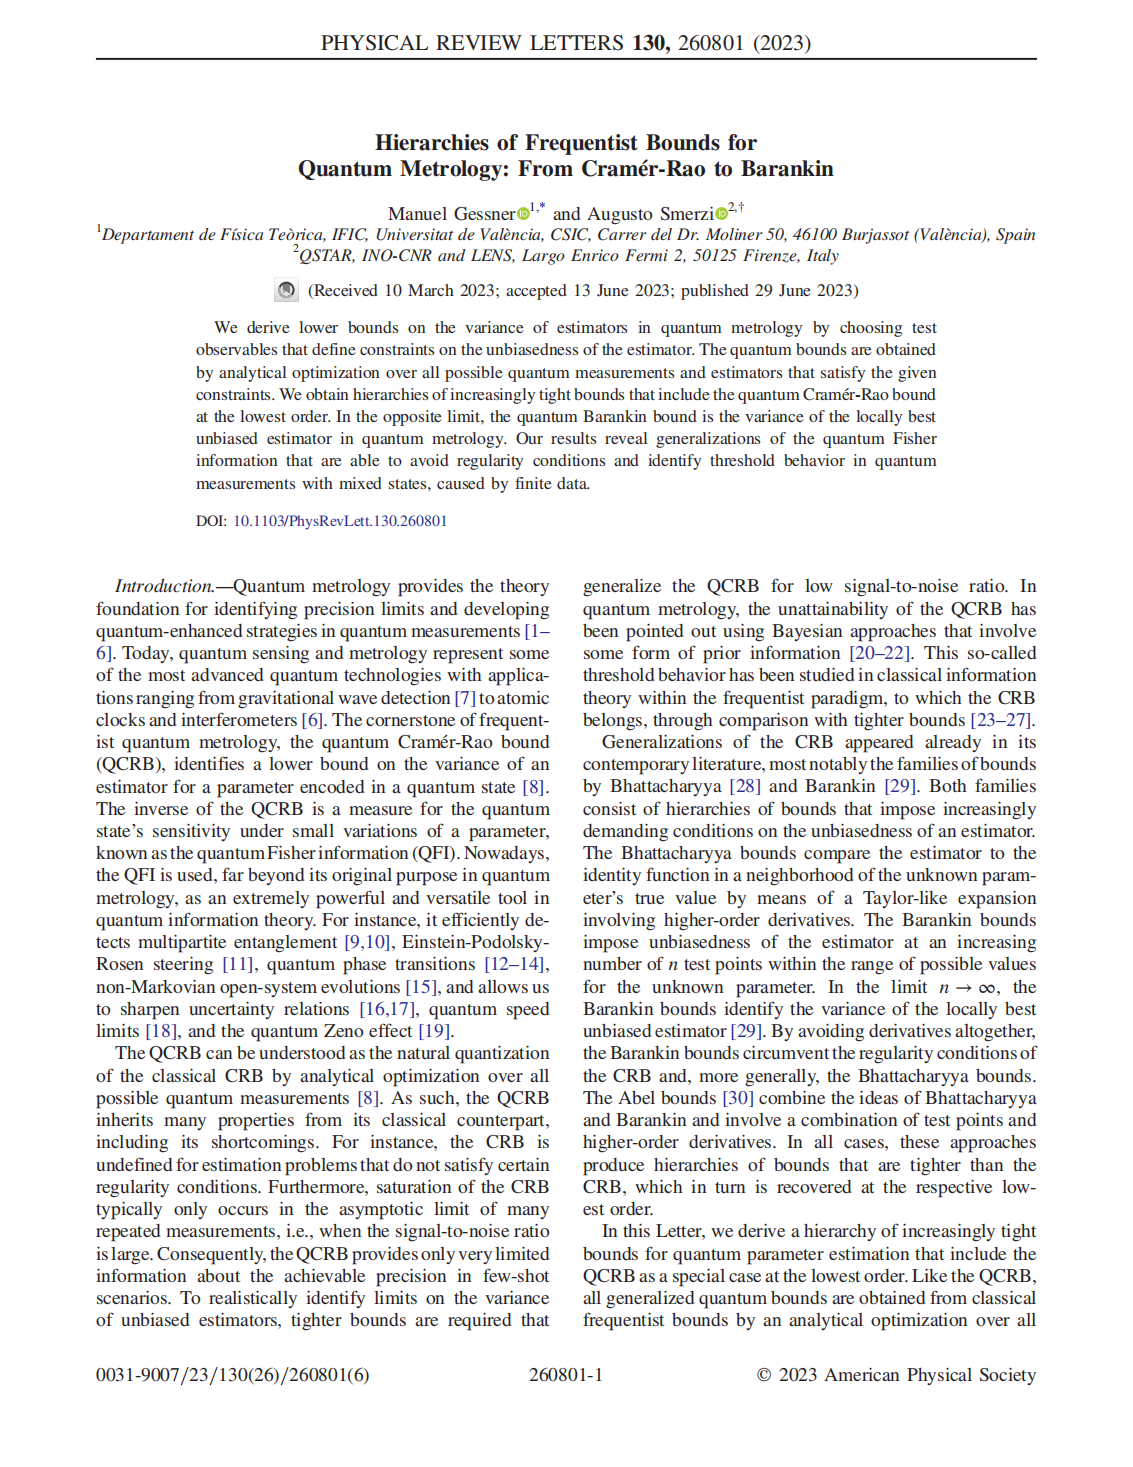 PHYSICAL REVIEW LETTERS 130, 260801 (2023)
Hierarchies of Frequentist Bounds for
Quantum Metrology: From Cramér-Rao to Barankin
Manuel Gessner 1,* and Augusto Smerzi 2,†
1Departament de Física Teòrica, IFIC, Universitat de València, CSIC, Carrer del Dr. Moliner 50, 46100 Burjassot (València), Spain
2QSTAR, INO-CNR and LENS, Largo Enrico Fermi 2, 50125 Firenze, Italy
(Received 10 March 2023; accepted 13 June 2023; published 29 June 2023)
We derive lower bounds on the variance of estimators in quantum metrology by choosing test
observables that define constraints on the unbiasedness of the estimator. The quantum bounds are obtained
by analytical optimization over all possible quantum measurements and estimators that satisfy the given
constraints. We obtain hierarchies of increasingly tight bounds that include the quantum Cramér-Rao bound
at the lowest order. In the opposite limit, the quantum Barankin bound is the variance of the locally best
unbiased estimator in quantum metrology. Our results reveal generalizations of the quantum Fisher
information that are able to avoid regularity conditions and identify threshold behavior in quantum
measurements with mixed states, caused by finite data.
DOI: 10.1103/PhysRevLett.130.260801
Introduction.—Quantum metrology provides the theory
foundation for identifying precision limits and developing
quantum-enhanced strategies in quantum measurements [1–
6]. Today, quantum sensing and metrology represent some
of the most advanced quantum technologies with applica-
tions ranging from gravitational wave detection [7] to atomic
clocks and interferometers [6]. The cornerstone of frequent-
ist quantum metrology, the quantum Cramér-Rao bound
(QCRB), identifies a lower bound on the variance of an
estimator for a parameter encoded in a quantum state [8].
The inverse of the QCRB is a measure for the quantum
state's sensitivity under small variations of a parameter,
known as the quantum Fisher information (QFI). Nowadays,
the QFI is used, far beyond its original purpose in quantum
metrology, as an extremely powerful and versatile tool in
quantum information theory. For instance, it efficiently de-
tects multipartite entanglement [9,10], Einstein-Podolsky-
Rosen steering [11], quantum phase transitions [12–14],
non-Markovian open-system evolutions [15], and allows us
to sharpen uncertainty relations [16,17], quantum speed
limits [18], and the quantum Zeno effect [19].
The QCRB can be understood as the natural quantization
of the classical CRB by analytical optimization over all
possible quantum measurements [8]. As such, the QCRB
inherits many properties from its classical counterpart,
including its shortcomings. For instance, the CRB is
undefined for estimation problems that do not satisfy certain
regularity conditions. Furthermore, saturation of the CRB
typically only occurs in the asymptotic limit of many
repeated measurements, i.e., when the signal-to-noise ratio
is large. Consequently, the QCRB provides only very limited
information about the achievable precision in few-shot
scenarios. To realistically identify limits on the variance
of unbiased estimators, tighter bounds are required that
generalize the QCRB for low signal-to-noise ratio. In
quantum metrology, the unattainability of the QCRB has
been pointed out using Bayesian approaches that involve
some form of prior information [20–22]. This so-called
threshold behavior has been studied in classical information
theory within the frequentist paradigm, to which the CRB
belongs, through comparison with tighter bounds [23–27].
Generalizations of the CRB appeared already in its
contemporary literature, most notably the families of bounds
by Bhattacharyya [28] and Barankin [29]. Both families
consist of hierarchies of bounds that impose increasingly
demanding conditions on the unbiasedness of an estimator.
The Bhattacharyya bounds compare the estimator to the
identity function in a neighborhood of the unknown param-
eter's true value by means of a Taylor-like expansion
involving higher-order derivatives. The Barankin bounds
impose unbiasedness of the estimator at an increasing
number of n test points within the range of possible values
for the unknown parameter. In the limit n → ∞, the
Barankin bounds identify the variance of the locally best
unbiased estimator [29]. By avoiding derivatives altogether,
the Barankin bounds circumvent the regularity conditions of
the CRB and, more generally, the Bhattacharyya bounds.
The Abel bounds [30] combine the ideas of Bhattacharyya
and Barankin and involve a combination of test points and
higher-order derivatives. In all cases, these approaches
produce hierarchies of bounds that are tighter than the
CRB, which in turn is recovered at the respective low-
est order.
In this Letter, we derive a hierarchy of increasingly tight
bounds for quantum parameter estimation that include the
QCRB as a special case at the lowest order. Like the QCRB,
all generalized quantum bounds are obtained from classical
frequentist bounds by an analytical optimization over all
0031-9007/23/130(26)/260801(6)
260801-1
© 2023 American Physical Society